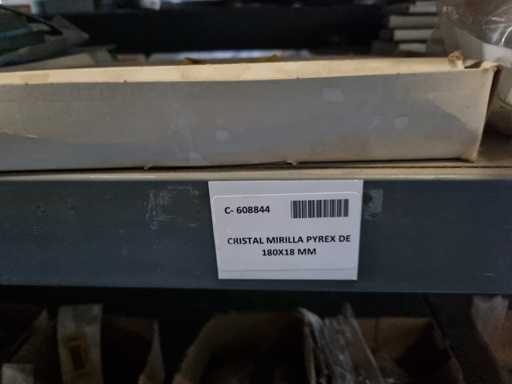 C- 608844
CRISTAL MIRILLA PYREX DE
180X18 MM